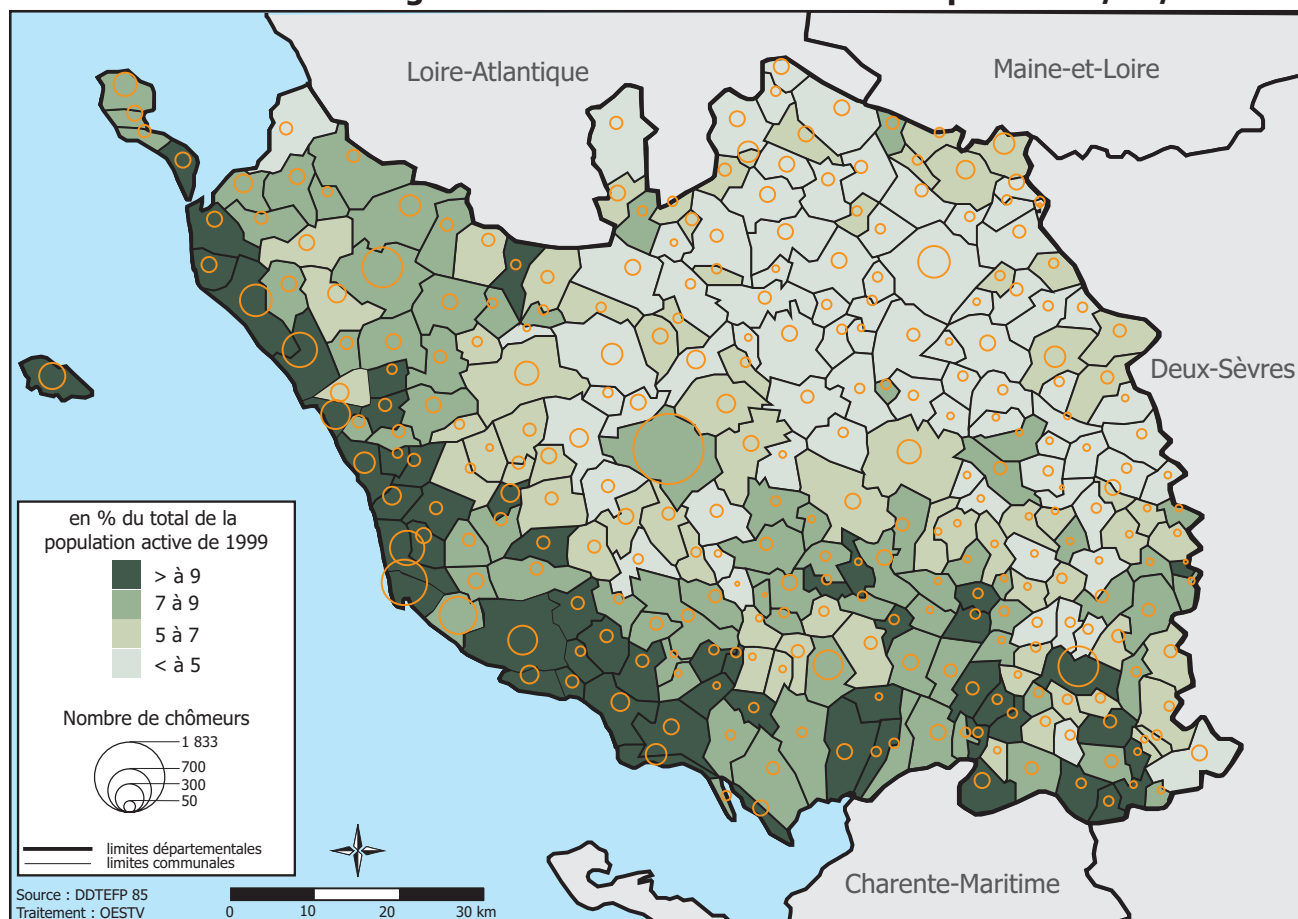 Loire-Atlantique
Maine-et-Loire
Deux-Sèvres
en % du total de la
population active de 1999
> à 9
7 à 9
5 à 7
< à 5
Nombre de chômeurs
1 833
700
300
50
limites départementales
limites communales
Source : DDTEFP 85
Traitement : OESTV
0 10 20 30 km
Charente-Maritime